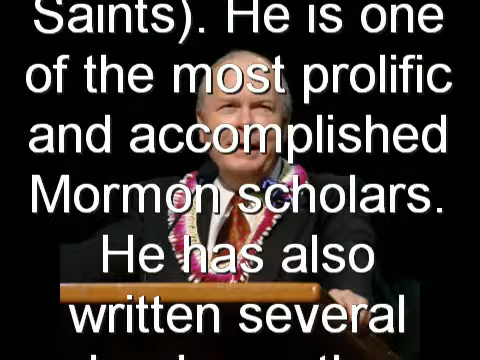 Saints). He is one
of the most prolific
and accomplished
Mormon scholars.
He has also
written several